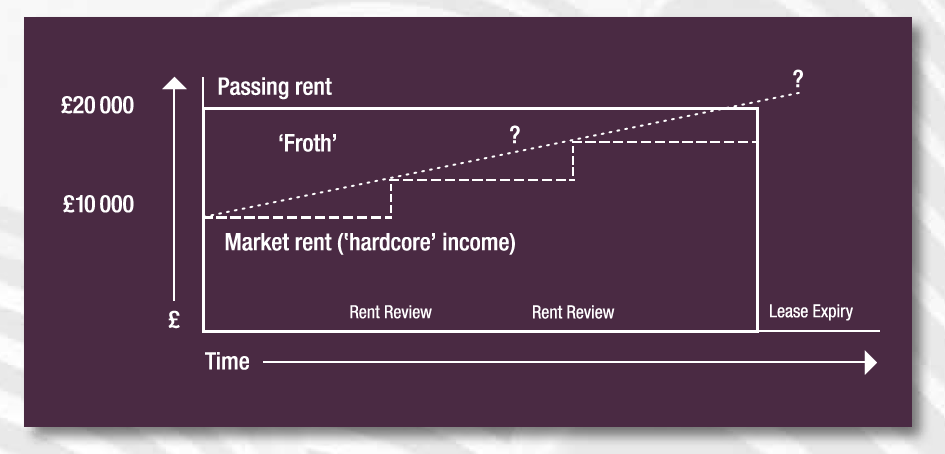 Passing rent
£20 000
?
'Froth'
?
£10 000
Market rent ('hardcore' income)
Rent Review
Rent Review
Lease Expiry
£
Time